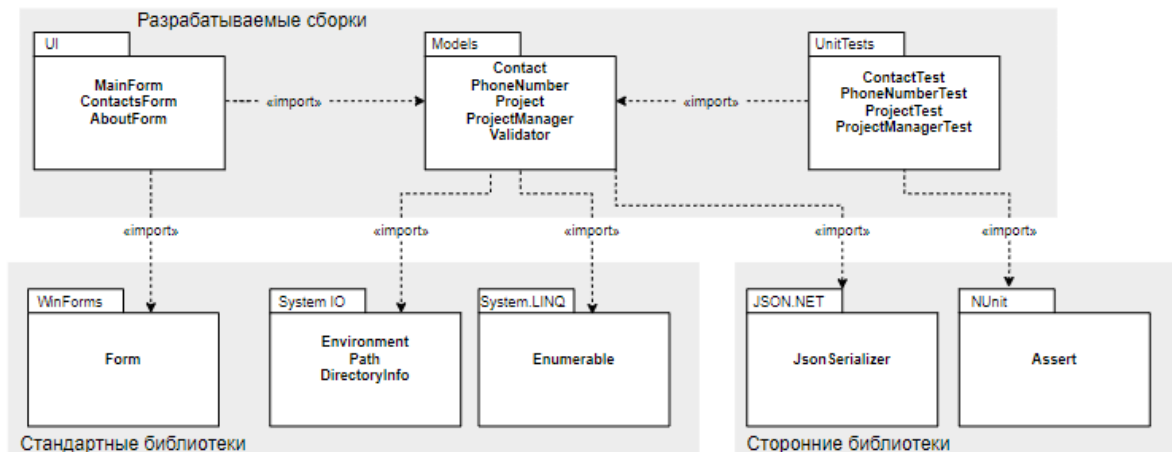 Разрабатываемые сборки
UI
MainForm
ContactsForm
AboutForm
«import»
Models
Contact
PhoneNumber
Project
ProjectManager
Validator
«import»
UnitTests
ContactTest
PhoneNumberTest
ProjectTest
ProjectManagerTest
«import»
«import»
«import»
«import»
«import»
WinForms
Form
System IO
Environment
Path
DirectoryInfo
System.LINQ
Enumerable
Стандартные библиотеки
JSON.NET
JsonSerializer
NUnit
Assert
Сторонние библиотеки